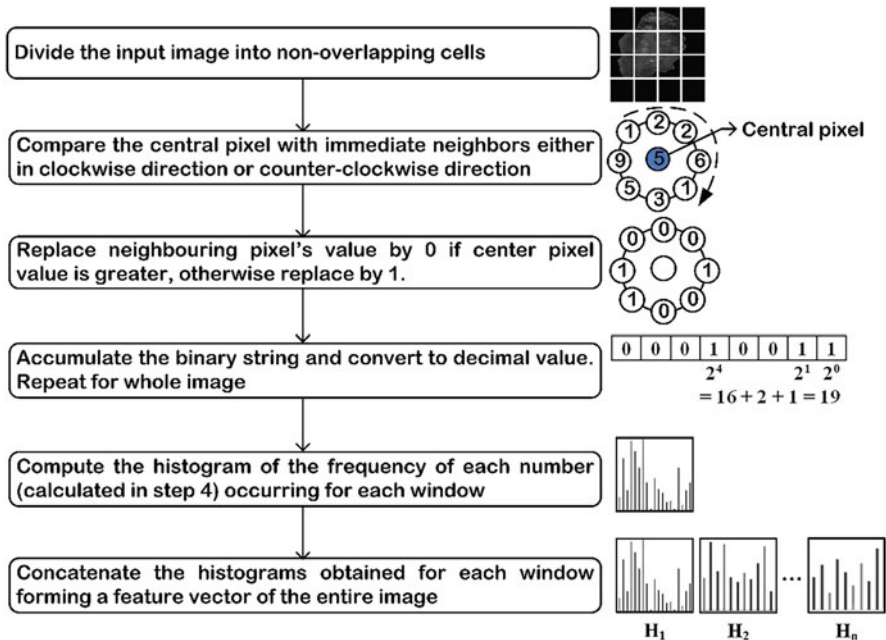 Divide the input image into non-overlapping cells
Compare the central pixel with immediate neighbors either
in clockwise direction or counter-clockwise direction
1 2 2
9 5 6
5 3 1
Central pixel
Replace neighbouring pixel's value by 0 if center pixel
value is greater, otherwise replace by 1.
0 0 0
1 1
1 0 0
Accumulate the binary string and convert to decimal value.
Repeat for whole image
0 0 0 1 0 0 1 1
2⁴ 2¹ 2⁰
= 16 + 2 + 1 = 19
Compute the histogram of the frequency of each number
(calculated in step 4) occurring for each window
Concatenate the histograms obtained for each window
forming a feature vector of the entire image
...
H₁ H₂ Hₙ